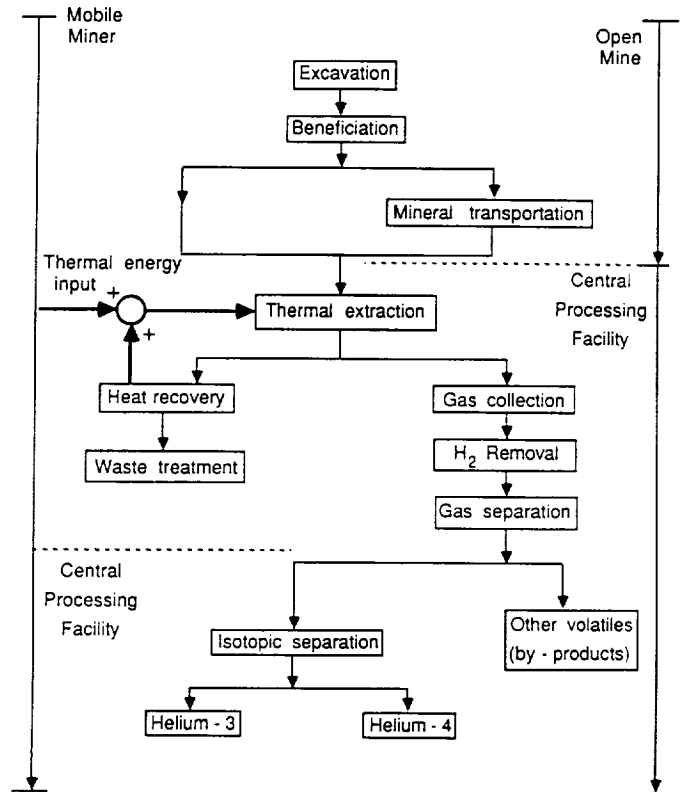 Mobile
Miner
Open
Mine
Excavation
Beneficiation
Mineral transportation
Thermal energy
input
+
Thermal extraction
+
Central
Processing
Facility
Heat recovery
Gas collection
Waste treatment
H2 Removal
Gas separation
Central
Processing
Facility
Isotopic separation
Other volatiles
(by - products)
Helium - 3
Helium - 4